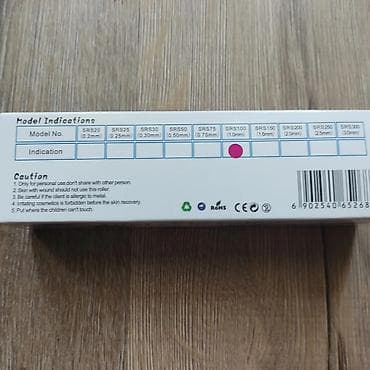 Model Indications
Model No. SRS20 (0.2mm) SRS25 (0.25mm) SRS30 (0.30mm) SRS50 (0.50mm) SRS75 (0.75mm) SRS100 (1.0mm) SRS150 (1.5mm) SRS200 (2.0mm) SRS250 (2.5mm) SRS300 (3.0mm)
Indication
Caution
1. Only for personal use,don't share with other person.
2. Skin with wound should not use this roller.
3. Be careful if the client is allergic to metal.
4. Irritating cosmetics is forbidden before the skin recovery.
5. Put where the children can't touch.
RoHS CE
6 902540 65268